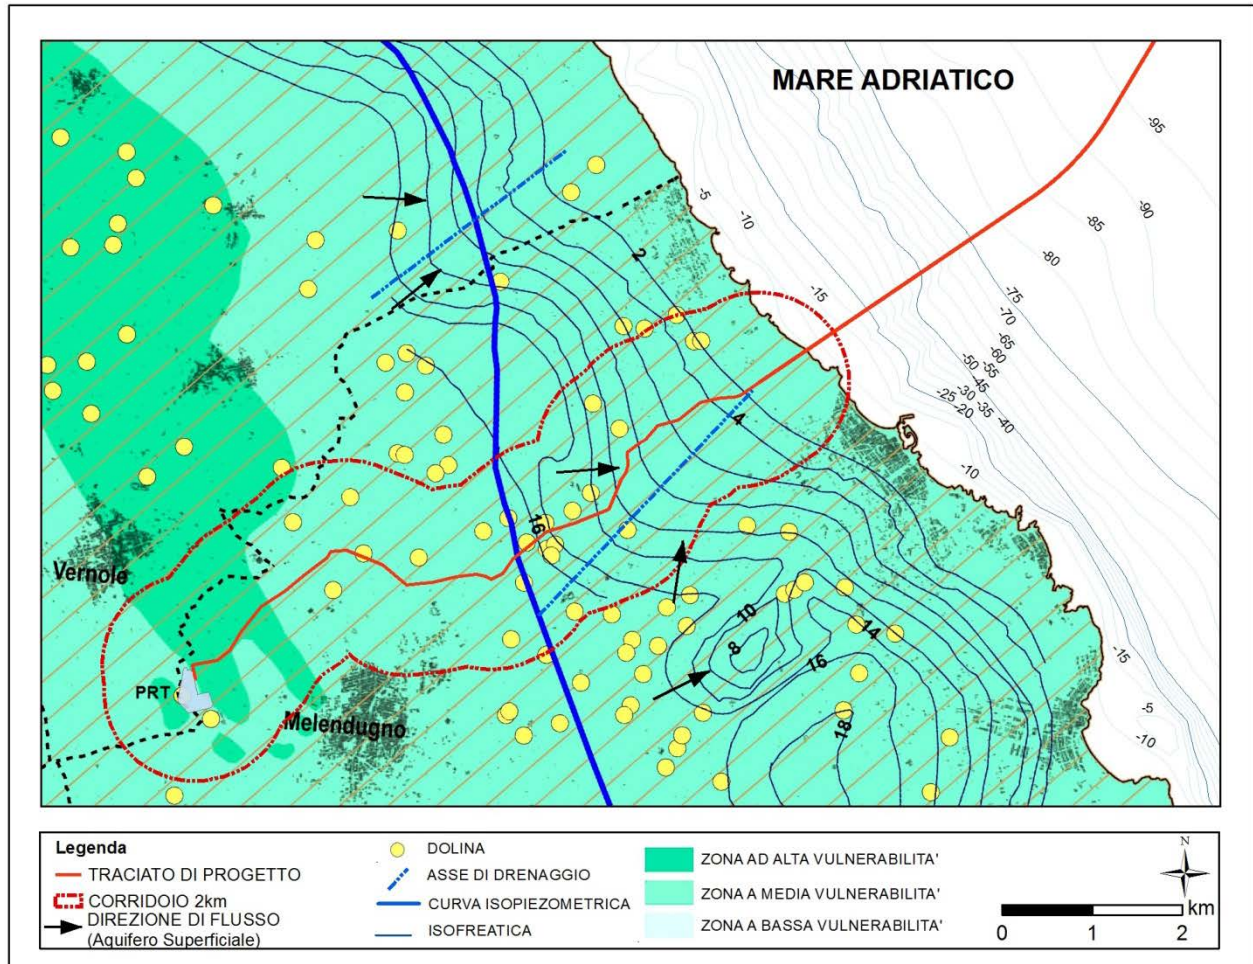 MARE ADRIATICO
-95
-90
-85
-80
-75
-70
-65
-60
-55
-50
-45
-40
-35
-30
-25
-20
-5
-10
-15
-10
-15
-5
-10
2
4
16
10
8
14
16
18
Vernole
PRT
Melendugno
Legenda
TRACIATO DI PROGETTO
CORRIDOIO 2km
DIREZIONE DI FLUSSO
(Aquifero Superficiale)
DOLINA
ASSE DI DRENAGGIO
CURVA ISOPIEZOMETRICA
ISOFREATICA
ZONA AD ALTA VULNERABILITA'
ZONA A MEDIA VULNERABILITA'
ZONA A BASSA VULNERABILITA'
N
km
0 1 2